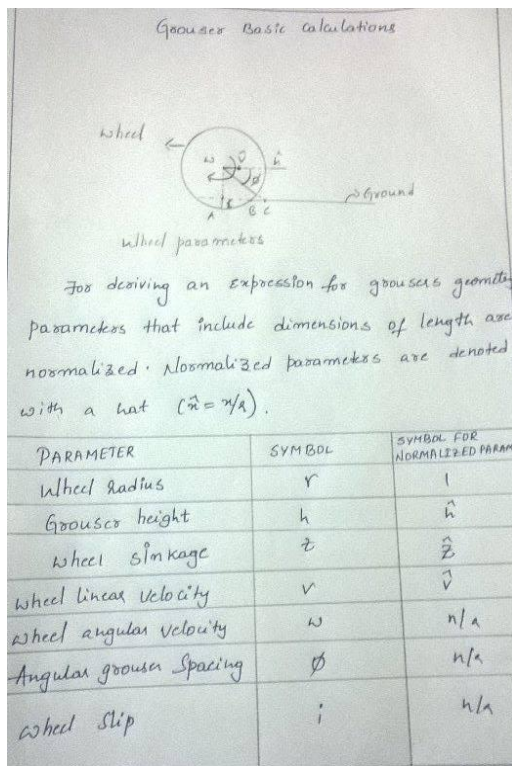 Grouser Basic Calculations
wheel
ω O ĥ
ϕ
Ground
A B C
Wheel parameters
For deriving an expression for grousers geometry
parameters that include dimensions of length are
normalized. Normalized parameters are denoted
with a hat (x̂ = x/r).
PARAMETER SYMBOL SYMBOL FOR NORMALIZED PARAM
Wheel radius r 1
Grouser height h ĥ
wheel sinkage z ẑ
wheel linear velocity v v̂
wheel angular velocity ω n/a
Angular grouser Spacing ϕ n/a
wheel slip i n/a